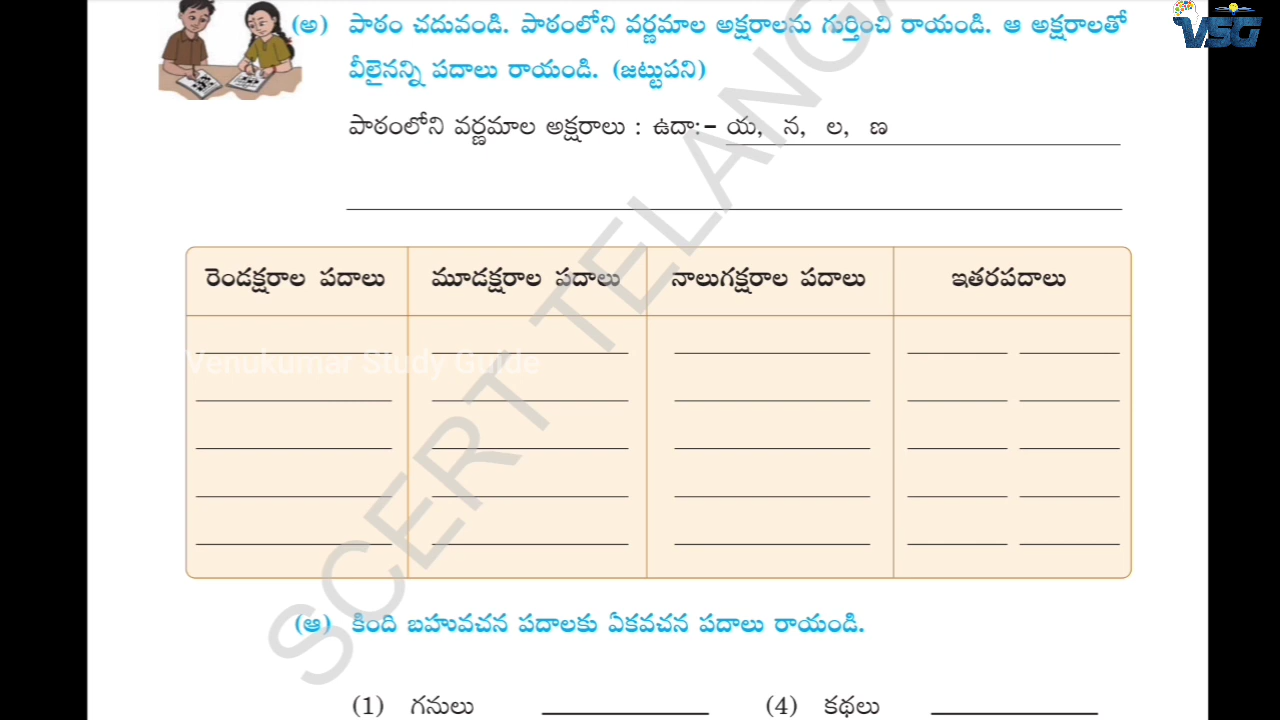 VSG
(అ) పాఠం చదువండి. పాఠంలోని వర్ణమాల అక్షరాలను గుర్తించి రాయండి. ఆ అక్షరాలతో
వీలైనన్ని పదాలు రాయండి. (జట్టుపని)
పాఠంలోని వర్ణమాల అక్షరాలు : ఉదా:- య, న, ల, ణ
రెండక్షరాల పదాలు మూడక్షరాల పదాలు నాలుగక్షరాల పదాలు ఇతరపదాలు
Venukumar Study Guide
SCERT TELANGA
(ఆ) కింది బహువచన పదాలకు ఏకవచన పదాలు రాయండి.
(1) గనులు (4) కథలు